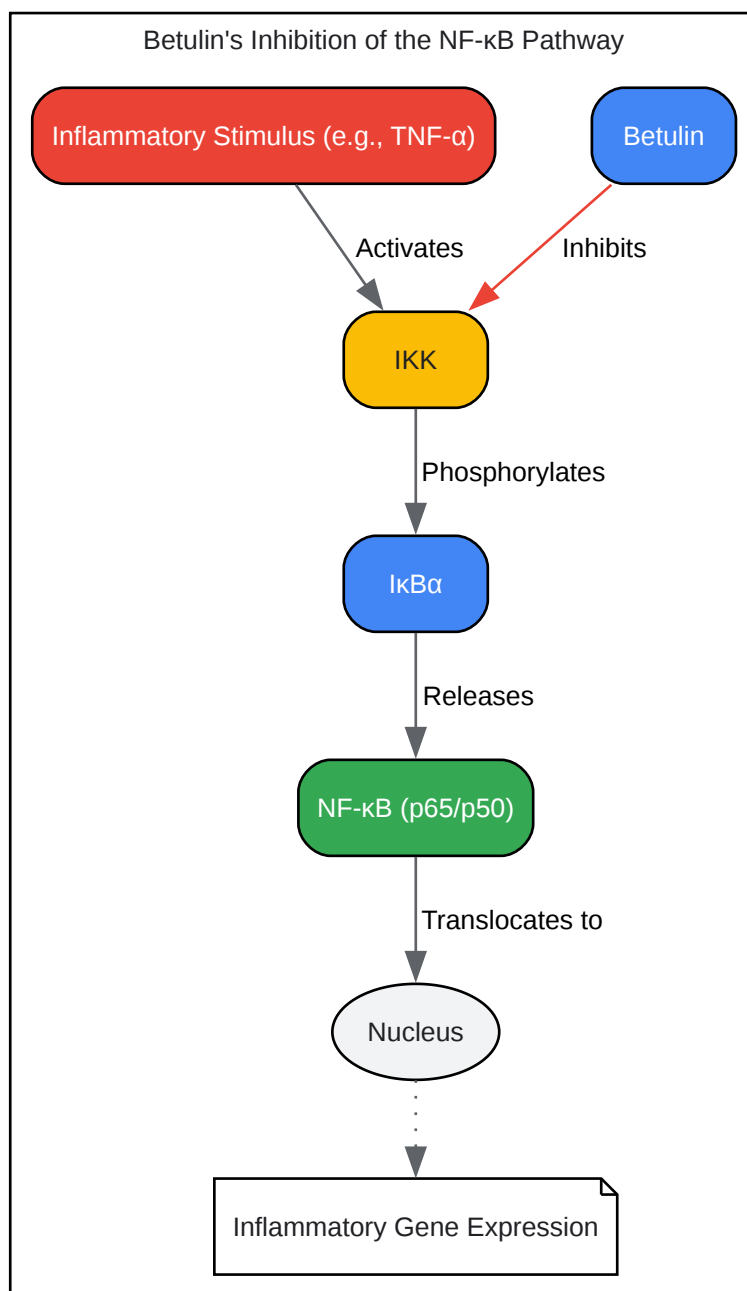 Betulin's Inhibition of the NF-κB Pathway
Inflammatory Stimulus (e.g., TNF-α)
Betulin
Activates
Inhibits
IKK
Phosphorylates
IκBα
Releases
NF-κB (p65/p50)
Translocates to
Nucleus
Inflammatory Gene Expression